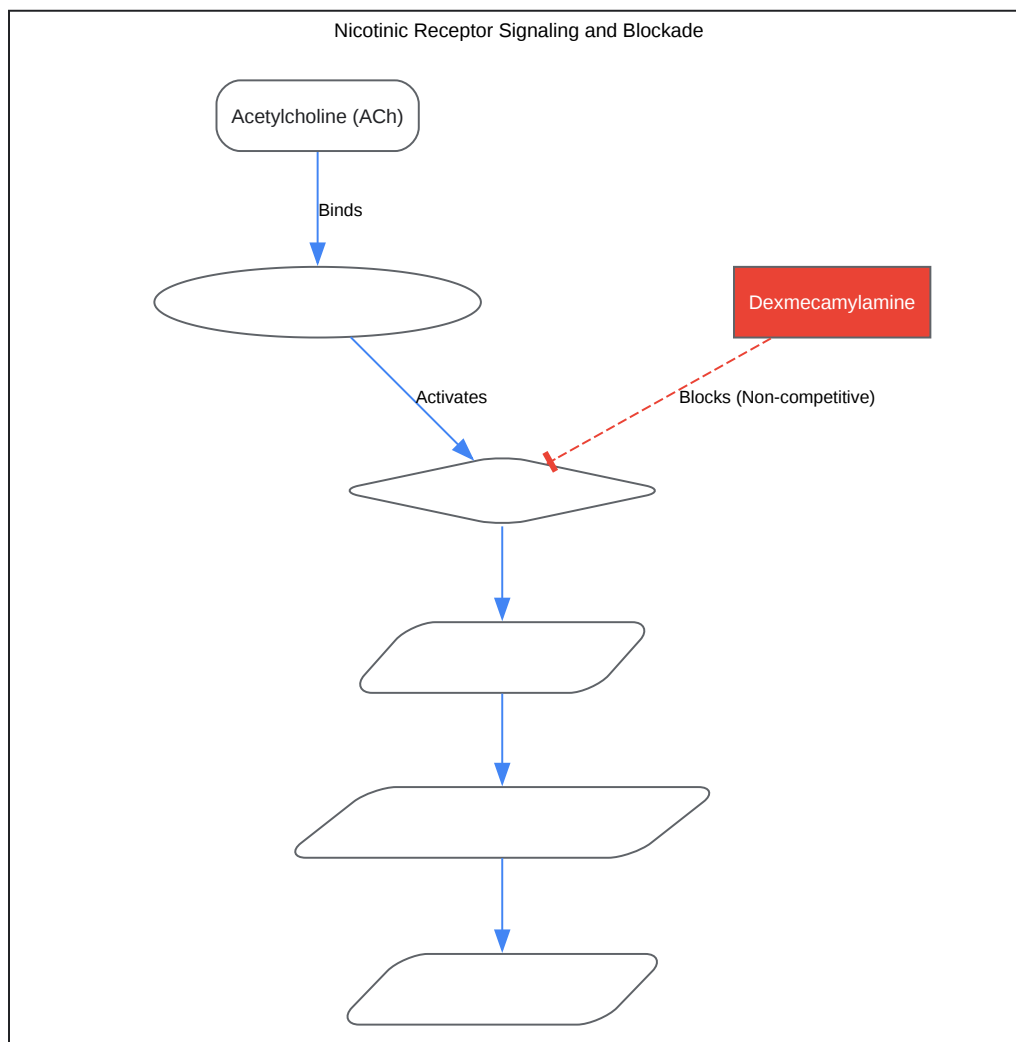 Nicotinic Receptor Signaling and Blockade
Acetylcholine (ACh)
Binds
Dexmecamylamine
Activates
Blocks (Non-competitive)